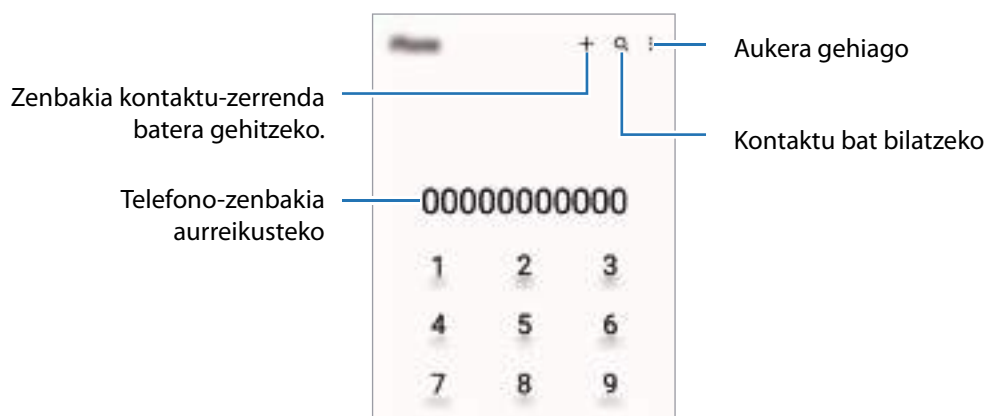 Aukera gehiago
Zenbakia kontaktu-zerrenda
batera gehitzeko.
Kontaktu bat bilatzeko
Telefono-zenbakia
aurreikusteko
00000000000
1 2 3
4 5 6
7 8 9